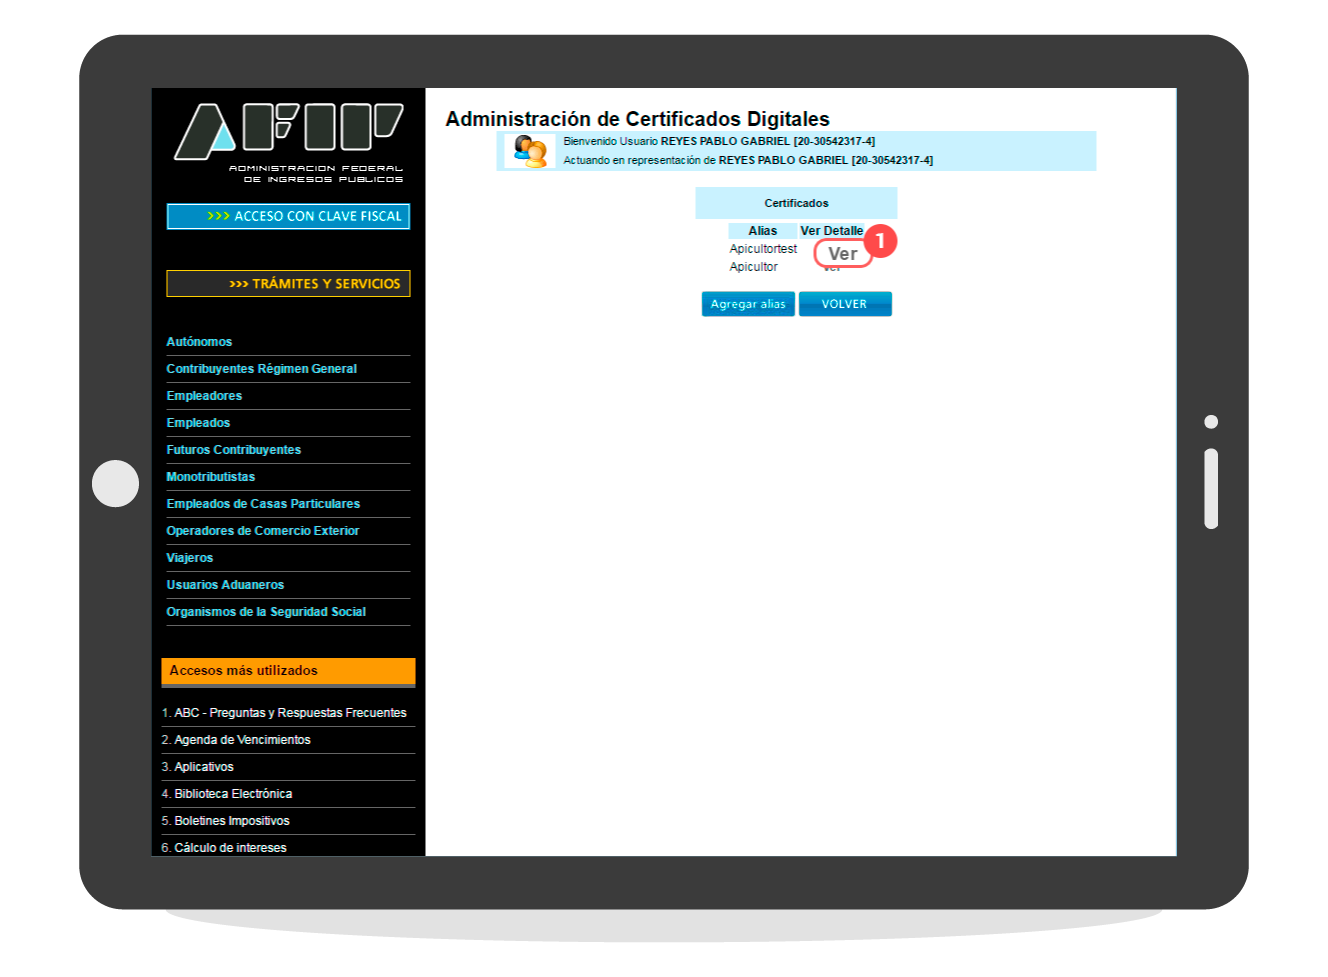 AFIP
ADMINISTRACION FEDERAL
DE INGRESOS PUBLICOS
>>> ACCESO CON CLAVE FISCAL
>>> TRÁMITES Y SERVICIOS
Autónomos
Contribuyentes Régimen General
Empleadores
Empleados
Futuros Contribuyentes
Monotributistas
Empleados de Casas Particulares
Operadores de Comercio Exterior
Viajeros
Usuarios Aduaneros
Organismos de la Seguridad Social
Accesos más utilizados
1. ABC - Preguntas y Respuestas Frecuentes
2. Agenda de Vencimientos
3. Aplicativos
4. Biblioteca Electrónica
5. Boletines Impositivos
6. Cálculo de intereses
Administración de Certificados Digitales
Bienvenido Usuario REYES PABLO GABRIEL [20-30542317-4]
Actuando en representación de REYES PABLO GABRIEL [20-30542317-4]
Certificados
Alias Ver Detalle
1
Apicultortest Ver
Apicultor Ver
Agregar alias VOLVER